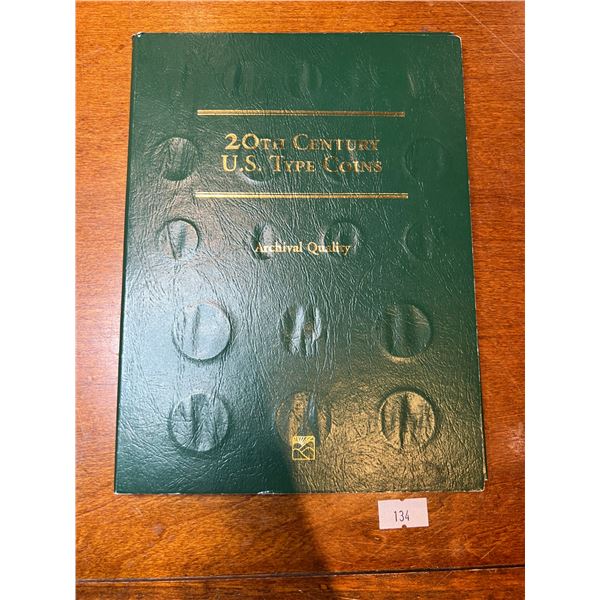 20TH CENTURY
U.S. TYPE COINS
Archival Quality
134